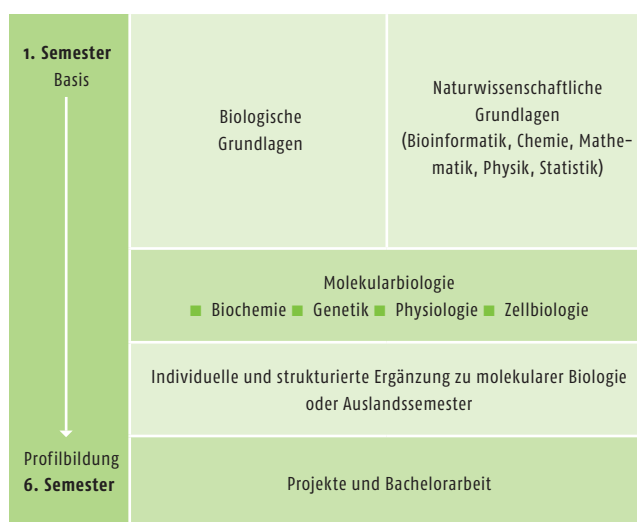 1. Semester
Basis
Biologische
Grundlagen
Naturwissenschaftliche
Grundlagen
(Bioinformatik, Chemie, Mathe-
matik, Physik, Statistik)
Molekularbiologie
■ Biochemie ■ Genetik ■ Physiologie ■ Zellbiologie
Individuelle und strukturierte Ergänzung zu molekularer Biologie
oder Auslandssemester
Profilbildung
6. Semester
Projekte und Bachelorarbeit